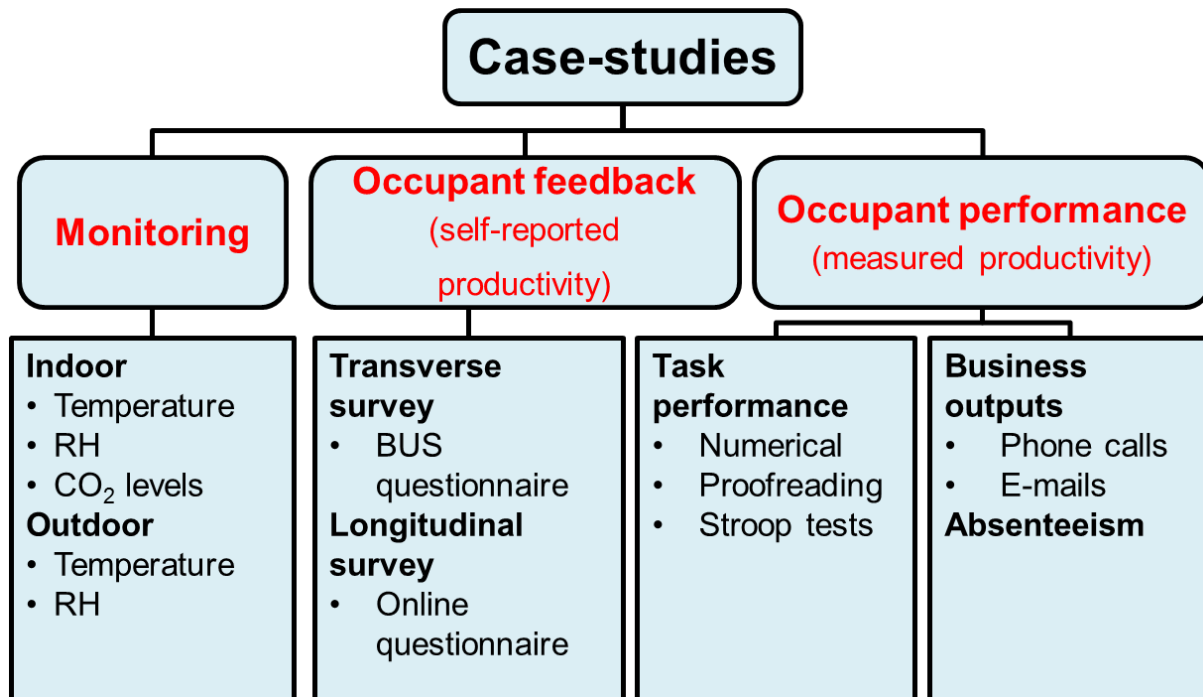 Case-studies
Monitoring
Occupant feedback
(self-reported
productivity)
Occupant performance
(measured productivity)
Indoor
• Temperature
• RH
• CO₂ levels
Outdoor
• Temperature
• RH
Transverse
survey
• BUS
questionnaire
Longitudinal
survey
• Online
questionnaire
Task
performance
• Numerical
• Proofreading
• Stroop tests
Business
outputs
• Phone calls
• E-mails
Absenteeism